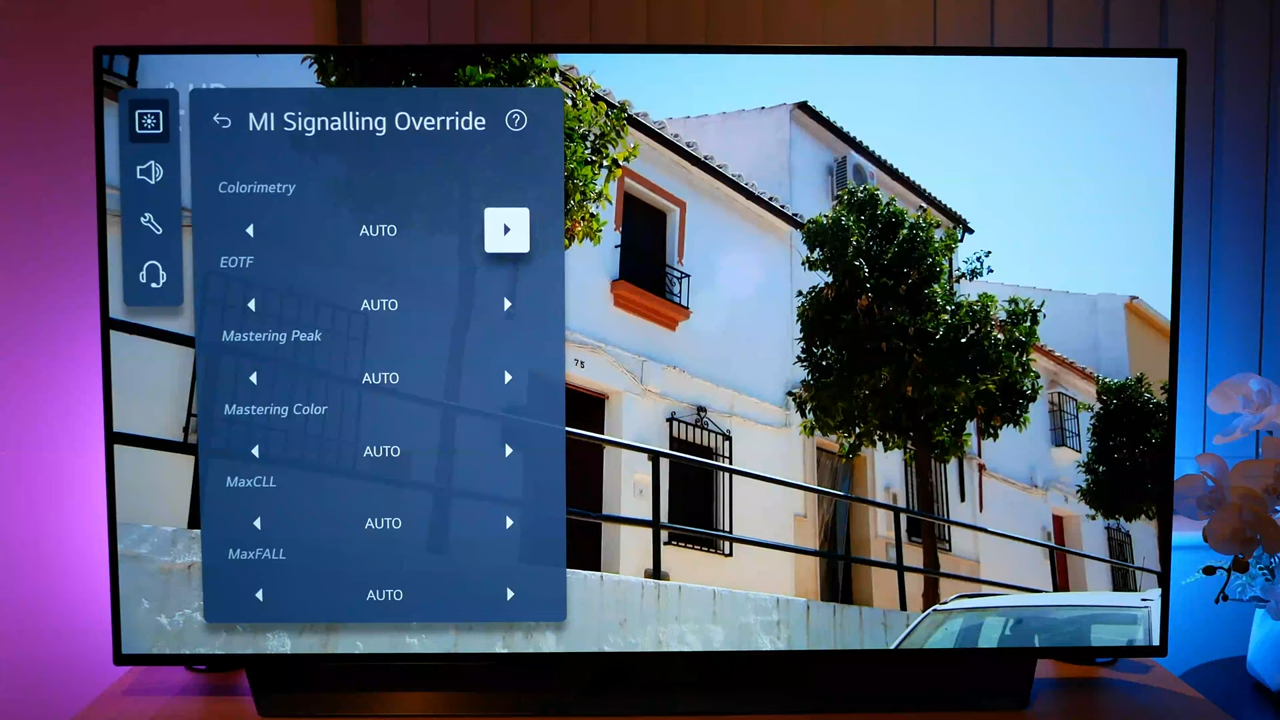 MI Signalling Override
Colorimetry
AUTO
EOTF
AUTO
Mastering Peak
AUTO
Mastering Color
AUTO
MaxCLL
AUTO
MaxFALL
AUTO
75